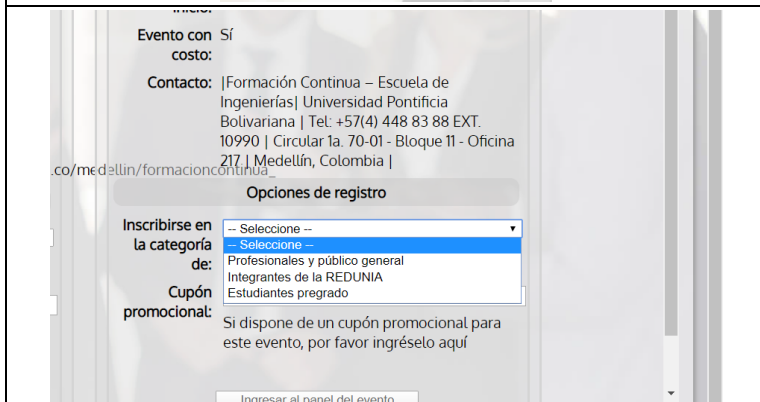 Inicio:
Evento con costo:
Sí
Contacto:
|Formación Continua – Escuela de
Ingenierías| Universidad Pontificia
Bolivariana | Tel: +57(4) 448 83 88 EXT.
10990 | Circular 1a. 70-01 - Bloque 11 - Oficina
217 | Medellín, Colombia |
.co/medellin/formacioncontinua_
Opciones de registro
Inscribirse en
la categoría
de:
-- Seleccione --
-- Seleccione --
Profesionales y público general
Integrantes de la REDUNIA
Estudiantes pregrado
Cupón
promocional:
Si dispone de un cupón promocional para
este evento, por favor ingréselo aquí
Ingresar al panel del evento